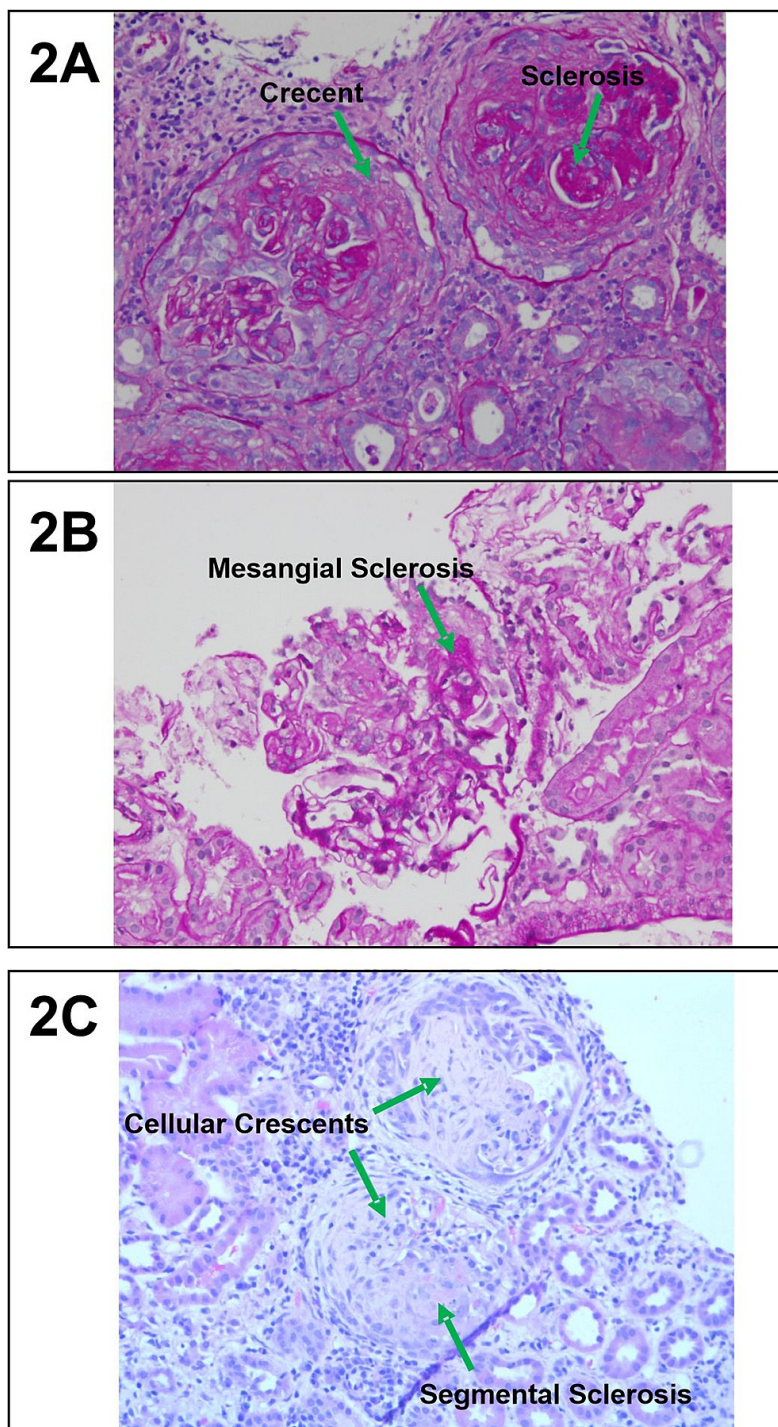 2A
Crecent
Sclerosis
2B
Mesangial Sclerosis
2C
Cellular Crescents
Segmental Sclerosis